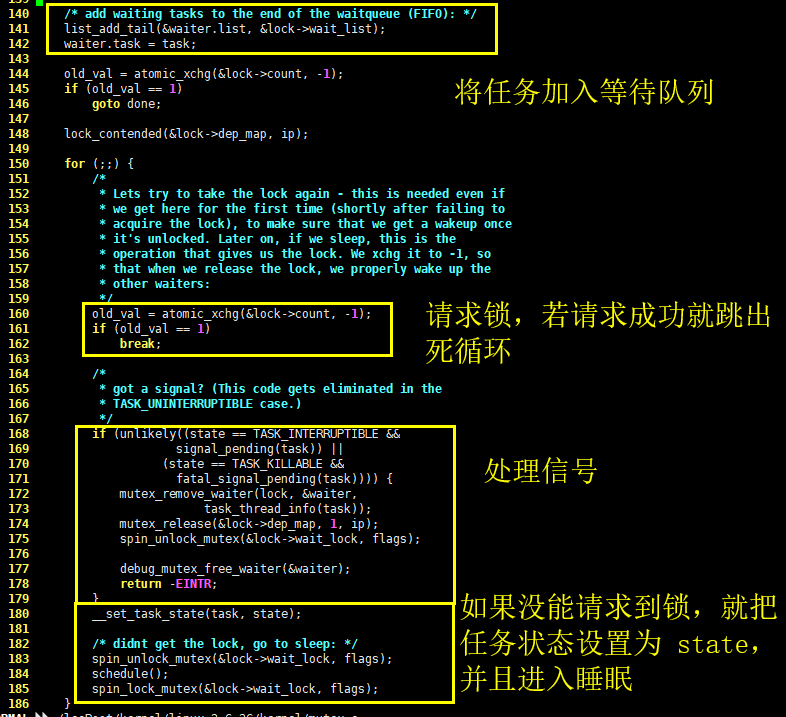 140 /* add waiting tasks to the end of the waitqueue (FIFO): */
141 list_add_tail(&waiter.list, &lock->wait_list);
142 waiter.task = task;
143
144 old_val = atomic_xchg(&lock->count, -1);
145 if (old_val == 1)
146 goto done;
将任务加入等待队列
147
148 lock_contended(&lock->dep_map, ip);
149
150 for (;;) {
151 /*
152 * Lets try to take the lock again - this is needed even if
153 * we get here for the first time (shortly after failing to
154 * acquire the lock), to make sure that we get a wakeup once
155 * it's unlocked. Later on, if we sleep, this is the
156 * operation that gives us the lock. We xchg it to -1, so
157 * that when we release the lock, we properly wake up the
158 * other waiters:
159 */
160 old_val = atomic_xchg(&lock->count, -1);
161 if (old_val == 1)
162 break;
请求锁，若请求成功就跳出
死循环
163
164 /*
165 * got a signal? (This code gets eliminated in the
166 * TASK_UNINTERRUPTIBLE case.)
167 */
168 if (unlikely((state == TASK_INTERRUPTIBLE &&
169 signal_pending(task)) ||
170 (state == TASK_KILLABLE &&
171 fatal_signal_pending(task)))) {
172 mutex_remove_waiter(lock, &waiter,
173 task_thread_info(task));
174 mutex_release(&lock->dep_map, 1, ip);
175 spin_unlock_mutex(&lock->wait_lock, flags);
176
177 debug_mutex_free_waiter(&waiter);
178 return -EINTR;
179 }
处理信号
180 __set_task_state(task, state);
181
182 /* didnt get the lock, go to sleep: */
183 spin_unlock_mutex(&lock->wait_lock, flags);
184 schedule();
185 spin_lock_mutex(&lock->wait_lock, flags);
186 }
如果没能请求到锁，就把
任务状态设置为 state，
并且进入睡眠